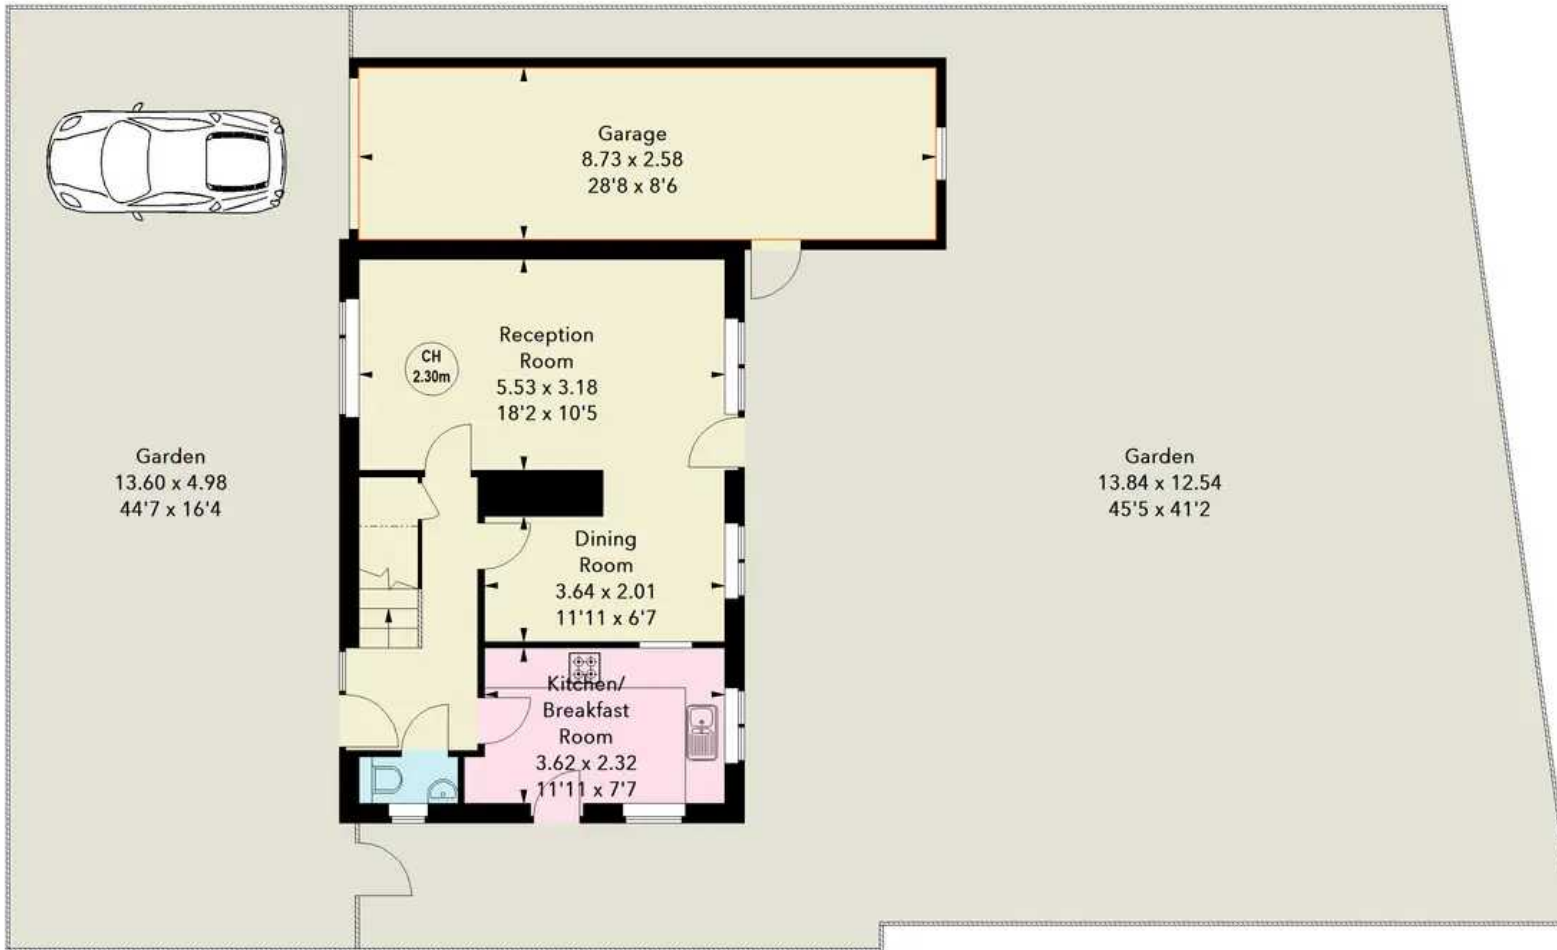 Garage
8.73 x 2.58
28'8 x 8'6
Reception
Room
5.53 x 3.18
18'2 x 10'5
CH
2.30m
Garden
13.60 x 4.98
44'7 x 16'4
Garden
13.84 x 12.54
45'5 x 41'2
Dining
Room
3.64 x 2.01
11'11 x 6'7
Kitchen/
Breakfast
Room
3.62 x 2.32
11'11 x 7'7